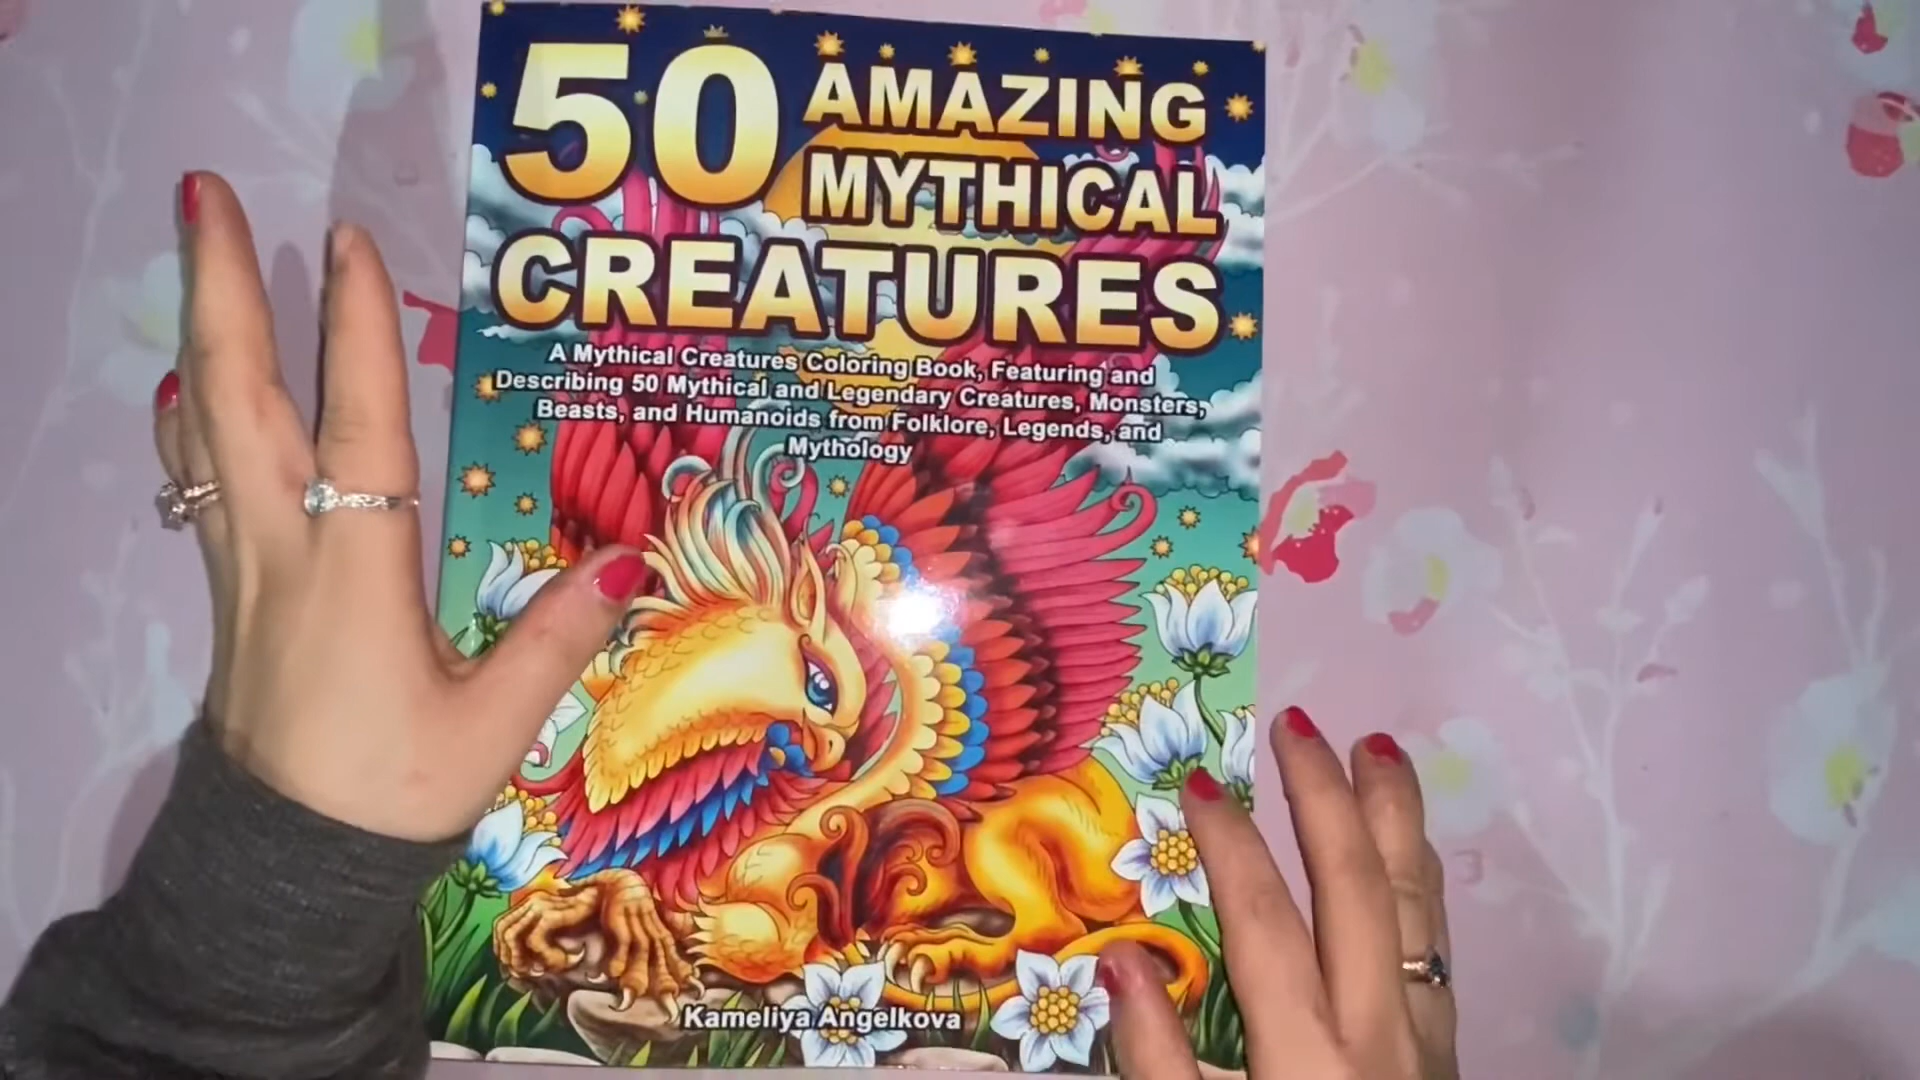 50 AMAZING
MYTHICAL
CREATURES
A Mythical Creatures Coloring Book, Featuring and
Describing 50 Mythical and Legendary Creatures, Monsters,
Beasts, and Humanoids from Folklore, Legends, and
Mythology
Kameliya Angelkova